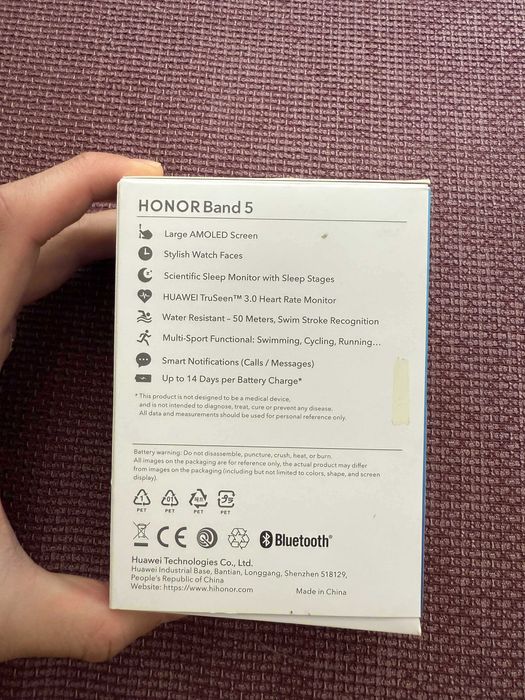 HONOR Band 5
Large AMOLED Screen
Stylish Watch Faces
Scientific Sleep Monitor with Sleep Stages
HUAWEI TruSeen™ 3.0 Heart Rate Monitor
Water Resistant – 50 Meters, Swim Stroke Recognition
Multi-Sport Functional: Swimming, Cycling, Running...
Smart Notifications (Calls / Messages)
Up to 14 Days per Battery Charge*
* This product is not designed to be a medical device,
and is not intended to diagnose, treat, cure or prevent any disease.
All data and measurements should be used for personal reference only.
Battery warning: Do not disassemble, puncture, crush, heat, or burn.
All images on the packaging are for reference only, the actual product may differ
from images on the packaging (including but not limited to colors, shape, and screen
display).
1 01
PET PET PET PET
CE Bluetooth®
Huawei Technologies Co., Ltd.
Huawei Industrial Base, Bantian, Longgang, Shenzhen 518129,
People's Republic of China
Website: https://www.hihonor.com Made in China